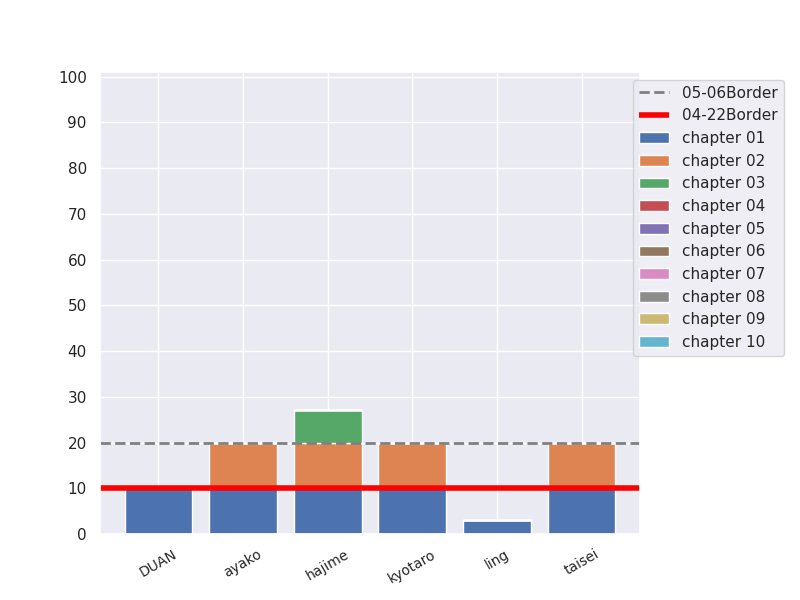 100
90
80
70
60
50
40
30
20
10
0
DUAN
ayako
hajime
kyotaro
ling
taisei
05-06Border
04-22Border
chapter 01
chapter 02
chapter 03
chapter 04
chapter 05
chapter 06
chapter 07
chapter 08
chapter 09
chapter 10